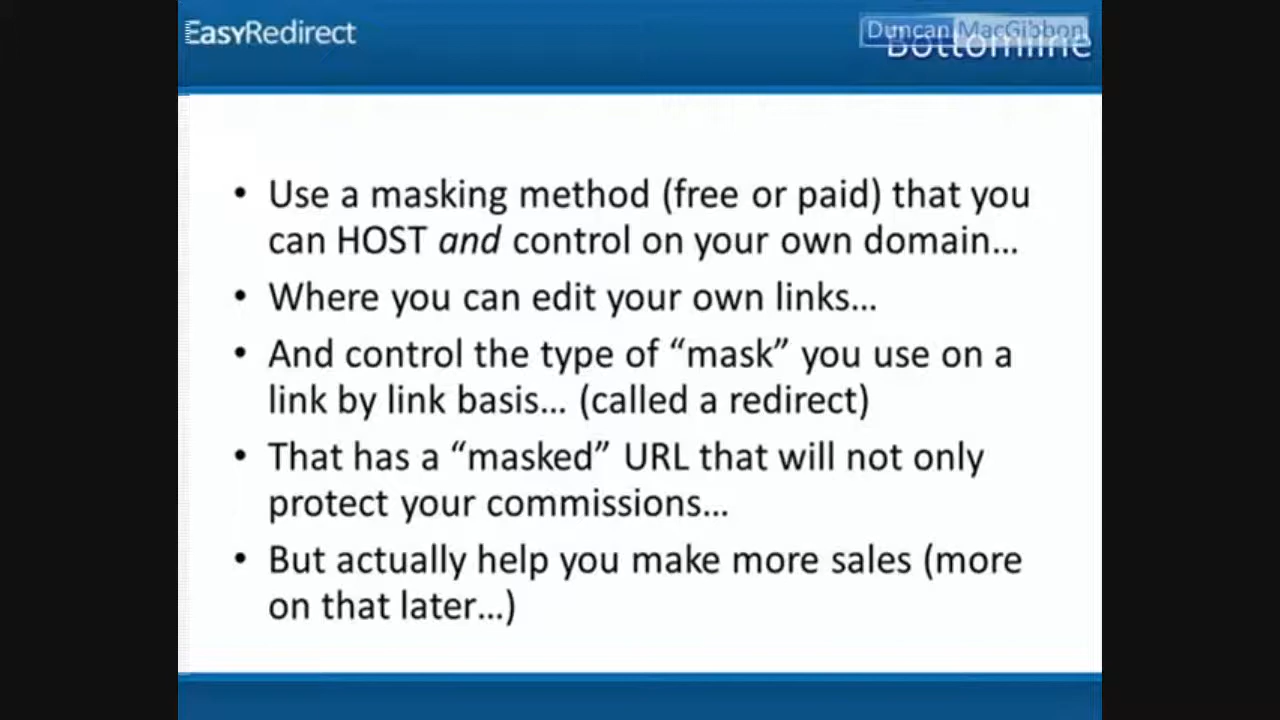 EasyRedirect
Duncan MacGibbon
Bottomline
• Use a masking method (free or paid) that you
can HOST and control on your own domain...
• Where you can edit your own links...
• And control the type of “mask” you use on a
link by link basis... (called a redirect)
• That has a “masked” URL that will not only
protect your commissions...
• But actually help you make more sales (more
on that later...)